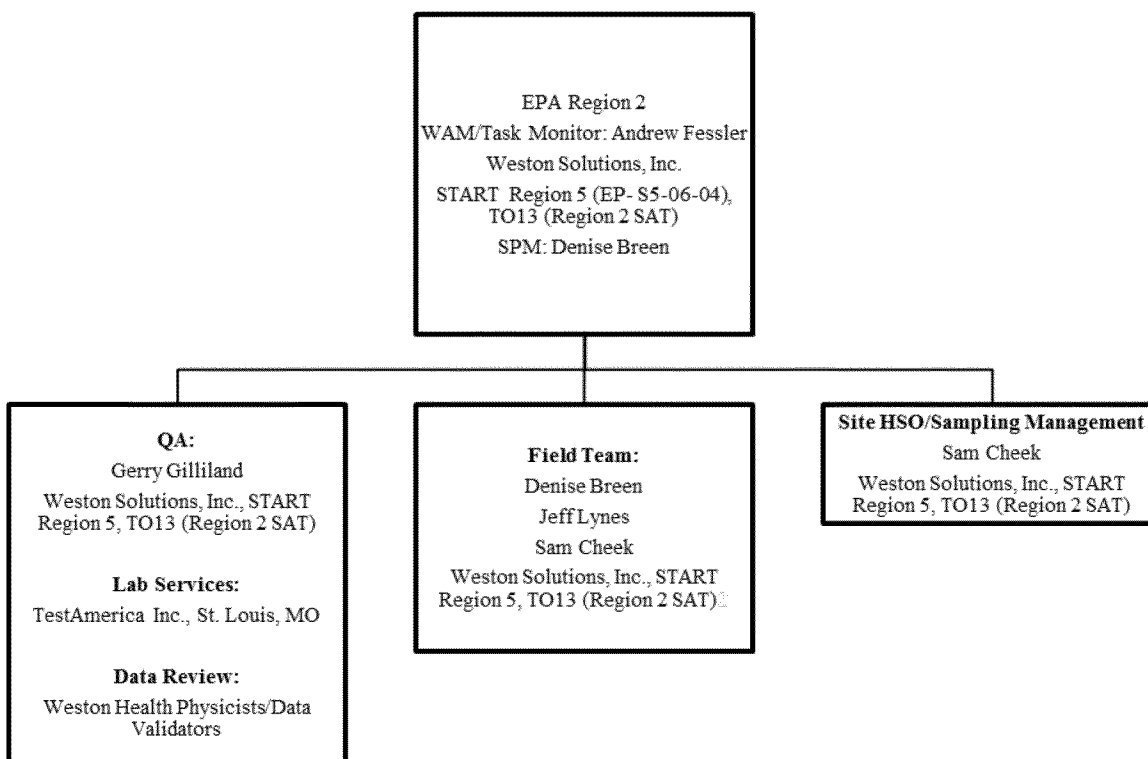 EPA Region 2
WAM/Task Monitor: Andrew Fessler
Weston Solutions, Inc.
START Region 5 (EP- S5-06-04),
TO13 (Region 2 SAT)
SPM: Denise Breen
QA:
Gerry Gilliland
Weston Solutions, Inc., START
Region 5, TO13 (Region 2 SAT)
Lab Services:
TestAmerica Inc., St. Louis, MO
Data Review:
Weston Health Physicists/Data
Validators
Field Team:
Denise Breen
Jeff Lynes
Sam Cheek
Weston Solutions, Inc., START
Region 5, TO13 (Region 2 SAT)
Site HSO/Sampling Management
Sam Cheek
Weston Solutions, Inc., START
Region 5, TO13 (Region 2 SAT)